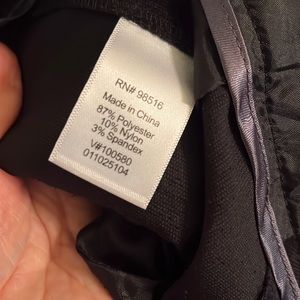 RN# 98516
Made in China
87% Polyester
10% Nylon
3% Spandex
V#100580
011025104